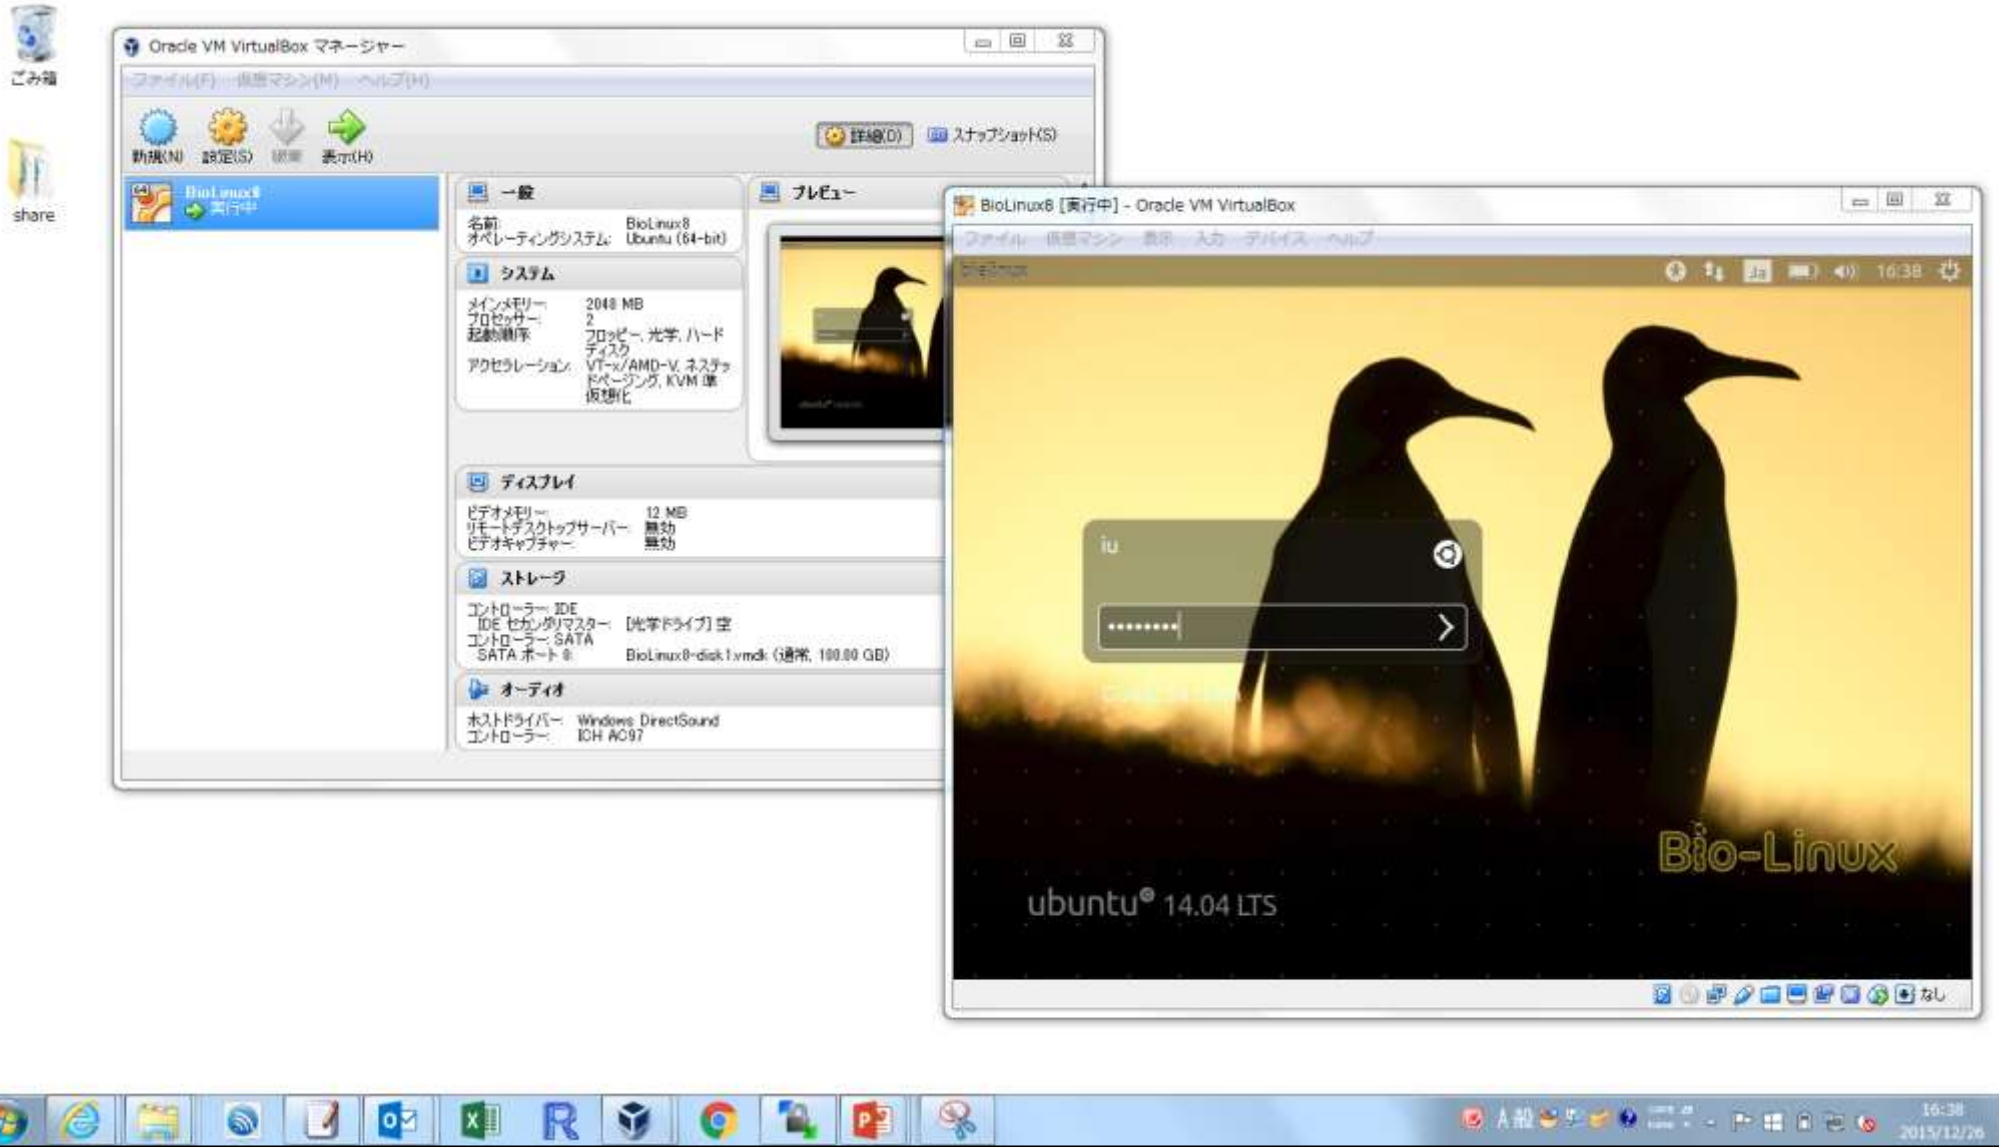 ごみ箱
share
Oracle VM VirtualBox マネージャー
ファイル(F) 仮想マシン(M) ヘルプ(H)
新規(N) 設定(S) 破棄 表示(H)
詳細(D) スナップショット(S)
64
BioLinux8
実行中
一般
名前: BioLinux8
オペレーティングシステム: Ubuntu (64-bit)
システム
メインメモリー: 2048 MB
プロセッサー: 2
起動順序: フロッピー, 光学, ハード
ディスク
アクセラレーション: VT-x/AMD-V, ネステッ
ドページング, KVM 準
仮想化
プレビュー
ディスプレイ
ビデオメモリー: 12 MB
リモートデスクトップサーバー: 無効
ビデオキャプチャー: 無効
ストレージ
コントローラー: IDE
IDE セカンダリマスター: [光学ドライブ] 空
コントローラー: SATA
SATA ポート 0: BioLinux8-disk1.vmdk (通常, 100.00 GB)
オーディオ
ホストドライバー: Windows DirectSound
コントローラー: ICH AC97
BioLinux8 [実行中] - Oracle VM VirtualBox
ファイル 仮想マシン 表示 入力 デバイス ヘルプ
biolinux
Ja 16:38
iu
••••••••
Bio-Linux
ubuntu® 14.04 LTS
なし
A 般
16:38
2015/12/26